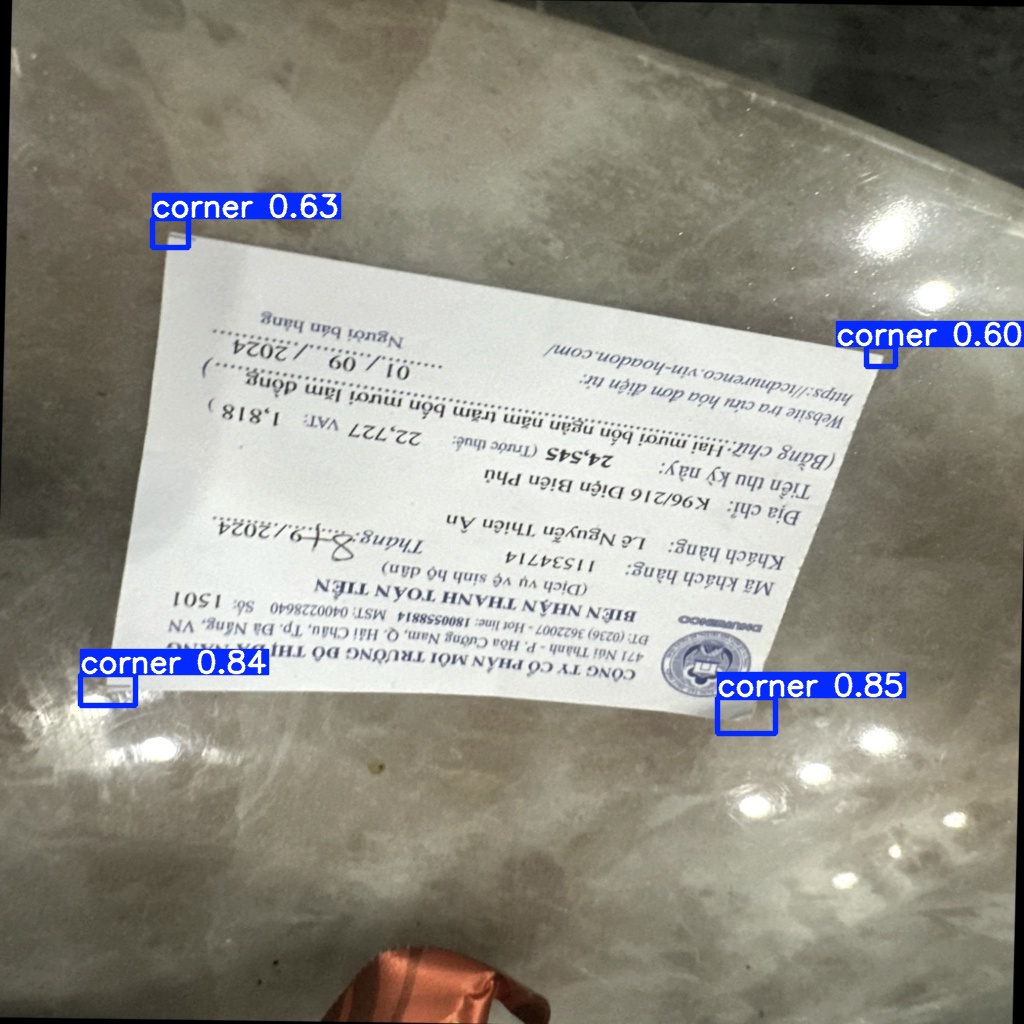 corner 0.63
corner 0.60
corner 0.84
corner 0.85
CÔNG TY CỔ PHẦN MÔI TRƯỜNG ĐÔ THỊ
471 Núi Thành - P. Hòa Cường Nam, Q. Hải Châu, Tp. Đà Nẵng, VN
ĐT: (0236) 3622007 - Hot line: 1800558814 MST: 0400228640 Số: 1501
BIÊN NHẬN THANH TOÁN TIỀN
(Dịch vụ vệ sinh hộ dân)
Tháng: 8+9/2024
Mã khách hàng: 11534714
Khách hàng: Lê Nguyễn Thiên Ân
Địa chỉ: K96/216 Điện Biên Phủ
Tiền thu kỳ này: 24,545 (Trước thuế: 22,727 VAT: 1,818 )
(Bằng chữ: Hai mươi bốn ngàn năm trăm bốn mươi lăm đồng)
Website tra cứu hóa đơn điện tử:
https://tcdnurenco.vin-hoadon.com/
01 / 09 / 2024
Người bán hàng